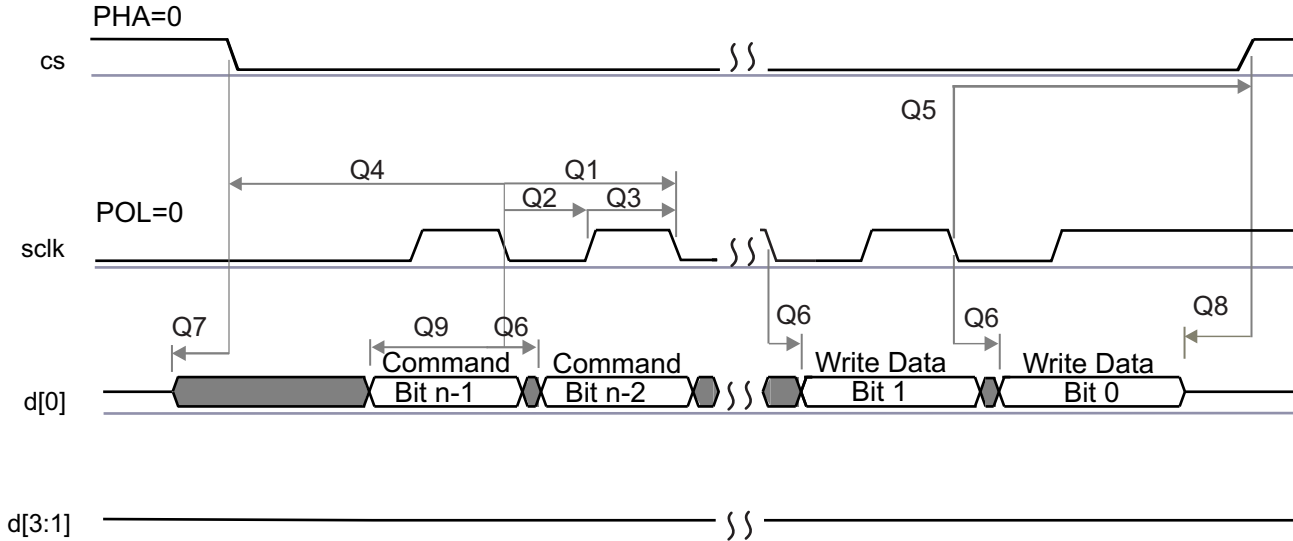 PHA=0
cs
Q5
Q4 Q1
Q2 Q3
POL=0
sclk
Q7 Q9 Q6 Q6 Q6 Q8
Command Command Write Data Write Data
d[0] Bit n-1 Bit n-2 Bit 1 Bit 0
d[3:1]